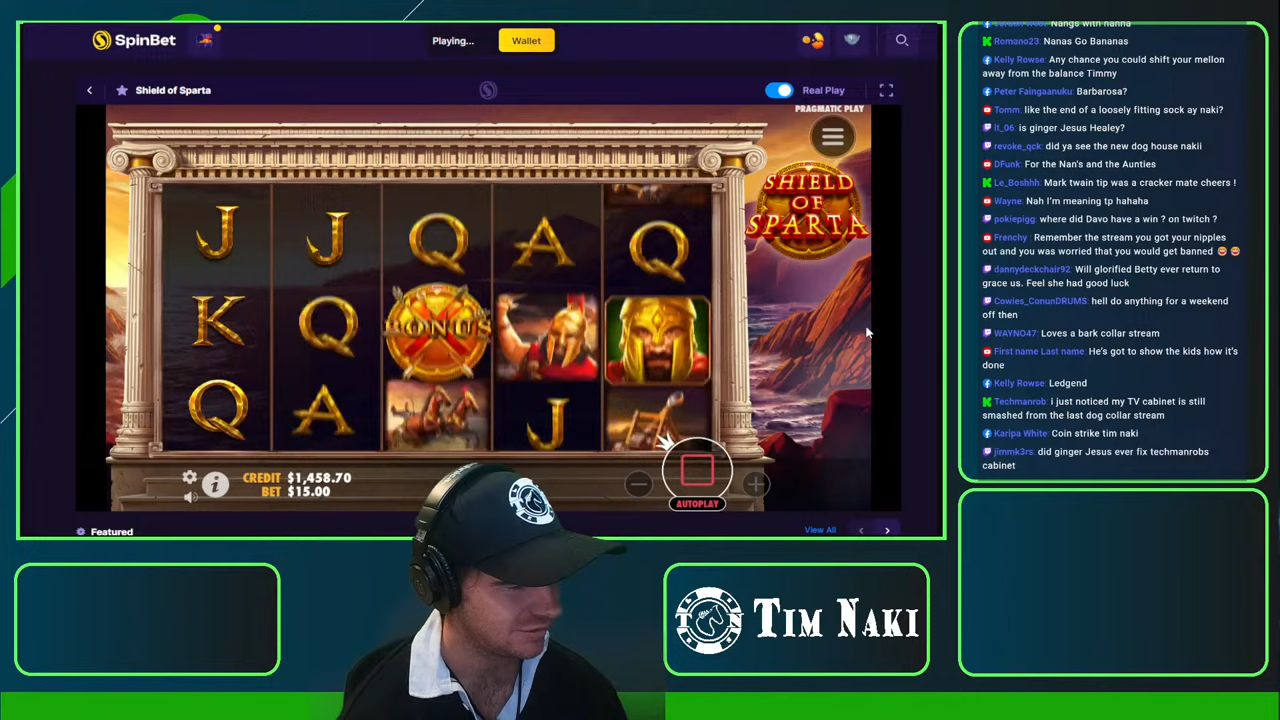 SpinBet
Playing...
Wallet
Shield of Sparta
Real Play
PRAGMATIC PLAY
SHIELD
OF
SPARTA
J
J
Q
A
Q
K
Q
BONUS
Q
A
J
CREDIT $1,458.70
BET $15.00
AUTOPLAY
Featured
View All
TIM NAKI
Nangs with nanna
Romano23: Nanas Go Bananas
Kelly Rowse: Any chance you could shift your mellon
away from the balance Timmy
Peter Faingaanuku: Barbarosa?
Tomm: like the end of a loosely fitting sock ay naki?
lt_06: is ginger Jesus Healey?
revoke_qck: did ya see the new dog house nakii
DFunk: For the Nan's and the Aunties
Le_Boshhh: Mark twain tip was a cracker mate cheers !
Wayne: Nah I'm meaning tp hahaha
pokiepigg: where did Davo have a win ? on twitch ?
Frenchy: Remember the stream you got your nipples
out and you was worried that you would get banned 😂 😂
dannydeckchair92: Will glorified Betty ever return to
grace us. Feel she had good luck
Cowies_ConunDRUMS: hell do anything for a weekend
off then
WAYNO47: Loves a bark collar stream
First name Last name: He's got to show the kids how it's
done
Kelly Rowse: Ledgend
Techmanrob: i just noticed my TV cabinet is still
smashed from the last dog collar stream
Karipa White: Coin strike tim naki
jimmk3rs: did ginger Jesus ever fix techmanrobs
cabinet